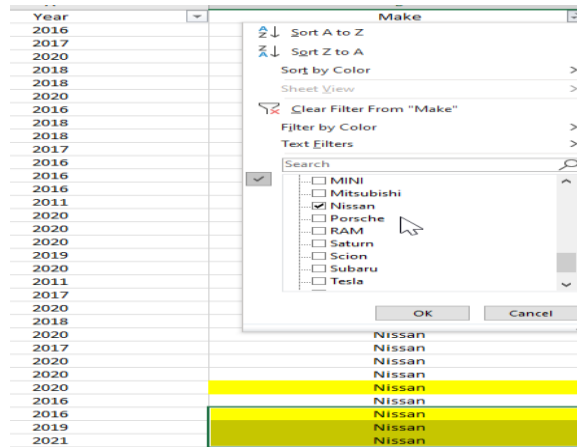 Year Make
2016
2017
2020
2018
2018
2020
2016
2018
2018
2017
2016
2016
2016
2011
2020
2020
2020
2019
2020
2011
2017
2020
2018
Sort A to Z
Sort Z to A
Sort by Color
Sheet View
Clear Filter From "Make"
Filter by Color
Text Filters
Search
MINI
Mitsubishi
Nissan
Porsche
RAM
Saturn
Scion
Subaru
Tesla
OK Cancel
2020 Nissan
2017 Nissan
2020 Nissan
2020 Nissan
2020 Nissan
2016 Nissan
2016 Nissan
2019 Nissan
2021 Nissan